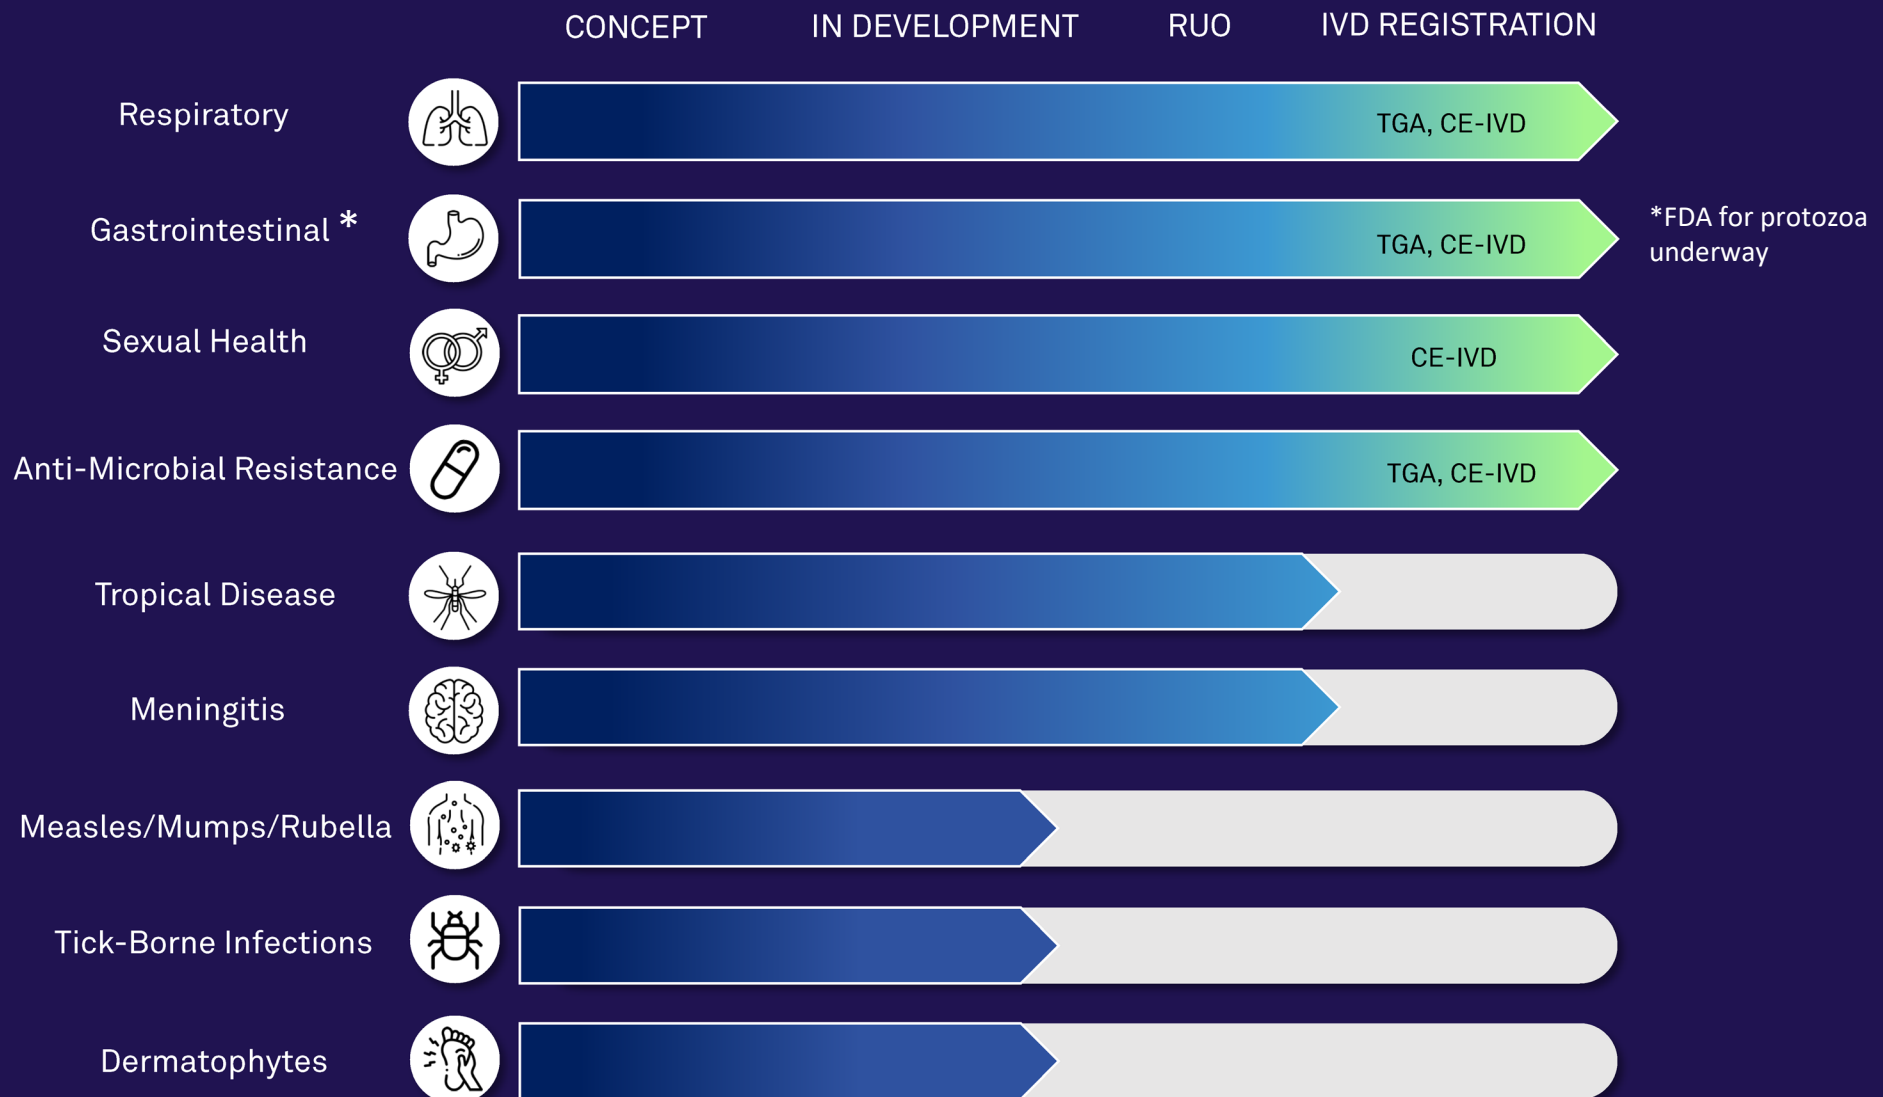 CONCEPT IN DEVELOPMENT RUO IVD REGISTRATION
Respiratory TGA, CE-IVD
Gastrointestinal * TGA, CE-IVD
*FDA for protozoa
underway
Sexual Health CE-IVD
Anti-Microbial Resistance TGA, CE-IVD
Tropical Disease
Meningitis
Measles/Mumps/Rubella
Tick-Borne Infections
Dermatophytes